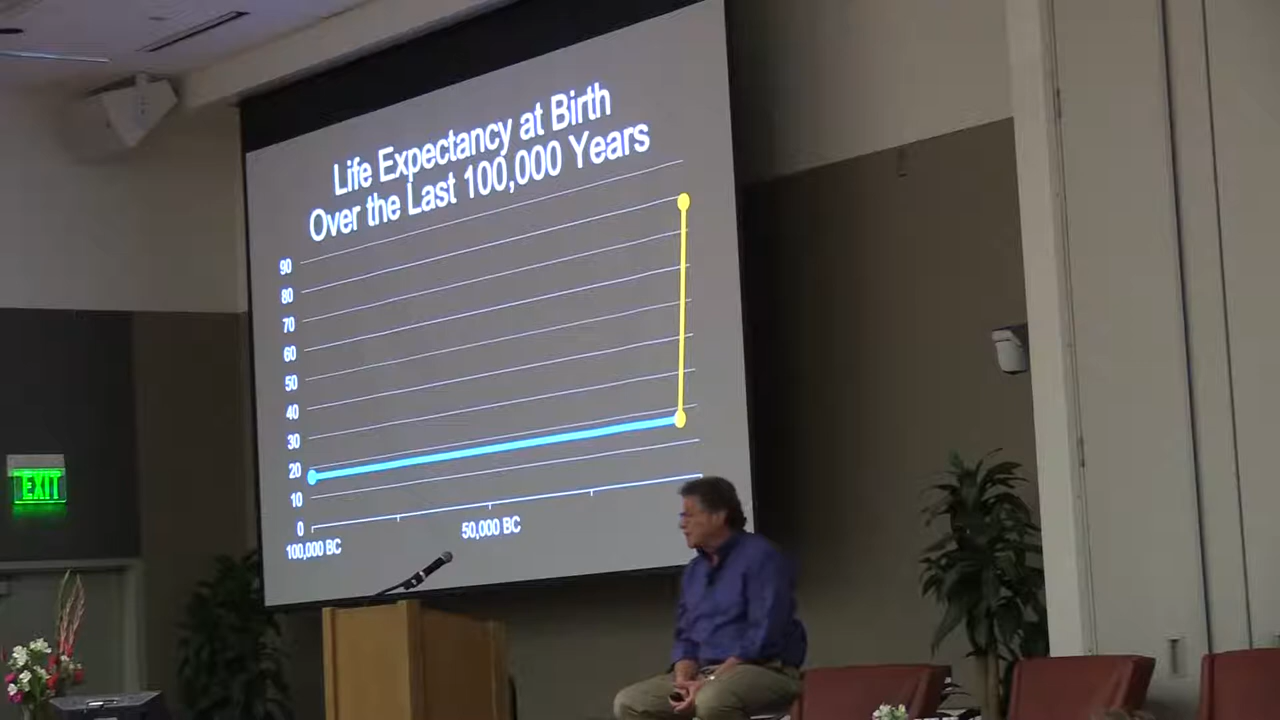 Life Expectancy at Birth
Over the Last 100,000 Years
90
80
70
60
50
40
30
20
10
0
100,000 BC
50,000 BC
EXIT